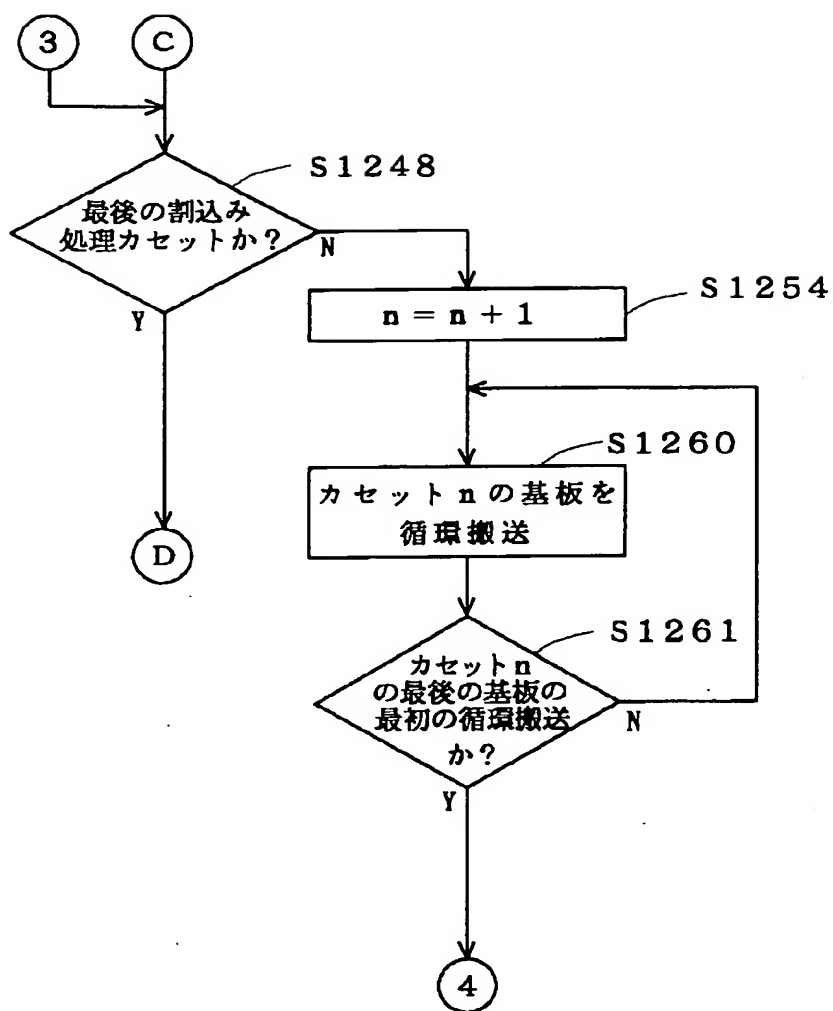 3
C
S1248
最後の割込み
処理カセットか?
N
Y
S1254
n = n + 1
S1260
カセットnの基板を
循環搬送
D
S1261
カセットn
の最後の基板の
最初の循環搬送
か?
N
Y
4